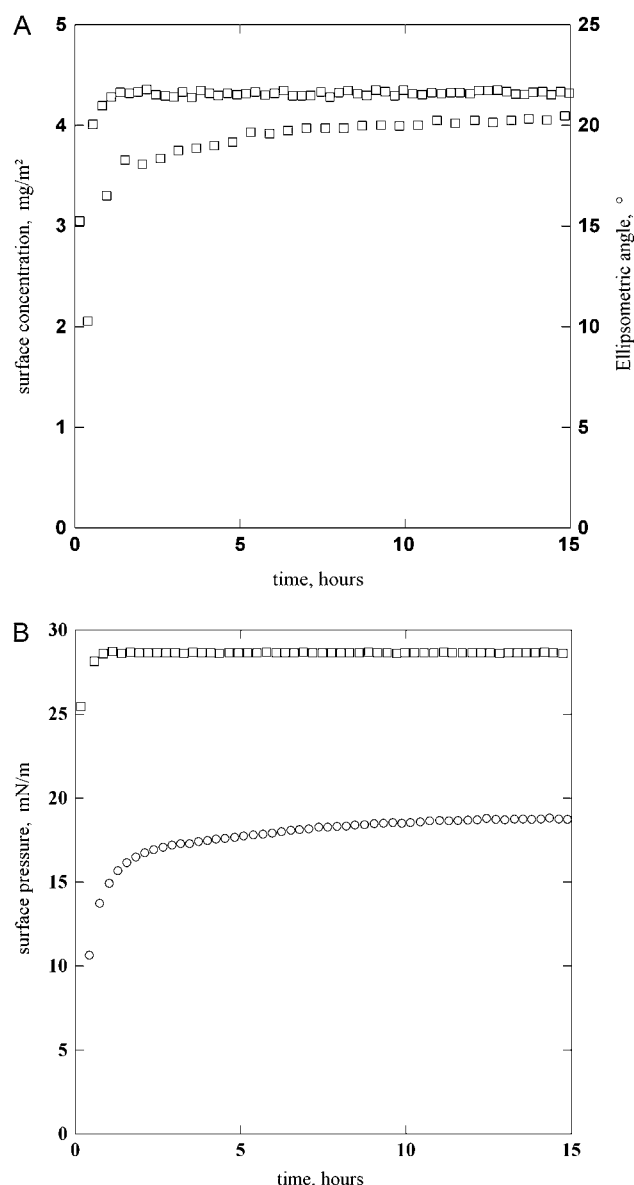 A
5
4
3
2
1
0
surface concentration, mg/m²
25
20
15
10
5
0
Ellipsometric angle, °
0 5 10 15
time, hours
B
30
25
20
15
10
5
0
surface pressure, mN/m
0 5 10 15
time, hours